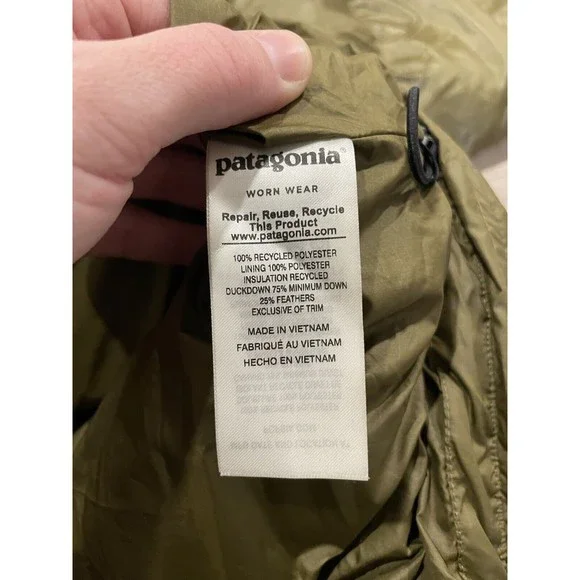 patagonia®
WORN WEAR
Repair, Reuse, Recycle
This Product
www.patagonia.com
100% RECYCLED POLYESTER
LINING 100% POLYESTER
INSULATION RECYCLED
DUCKDOWN 75% MINIMUM DOWN
25% FEATHERS
EXCLUSIVE OF TRIM
MADE IN VIETNAM
FABRIQUÉ AU VIETNAM
HECHO EN VIETNAM